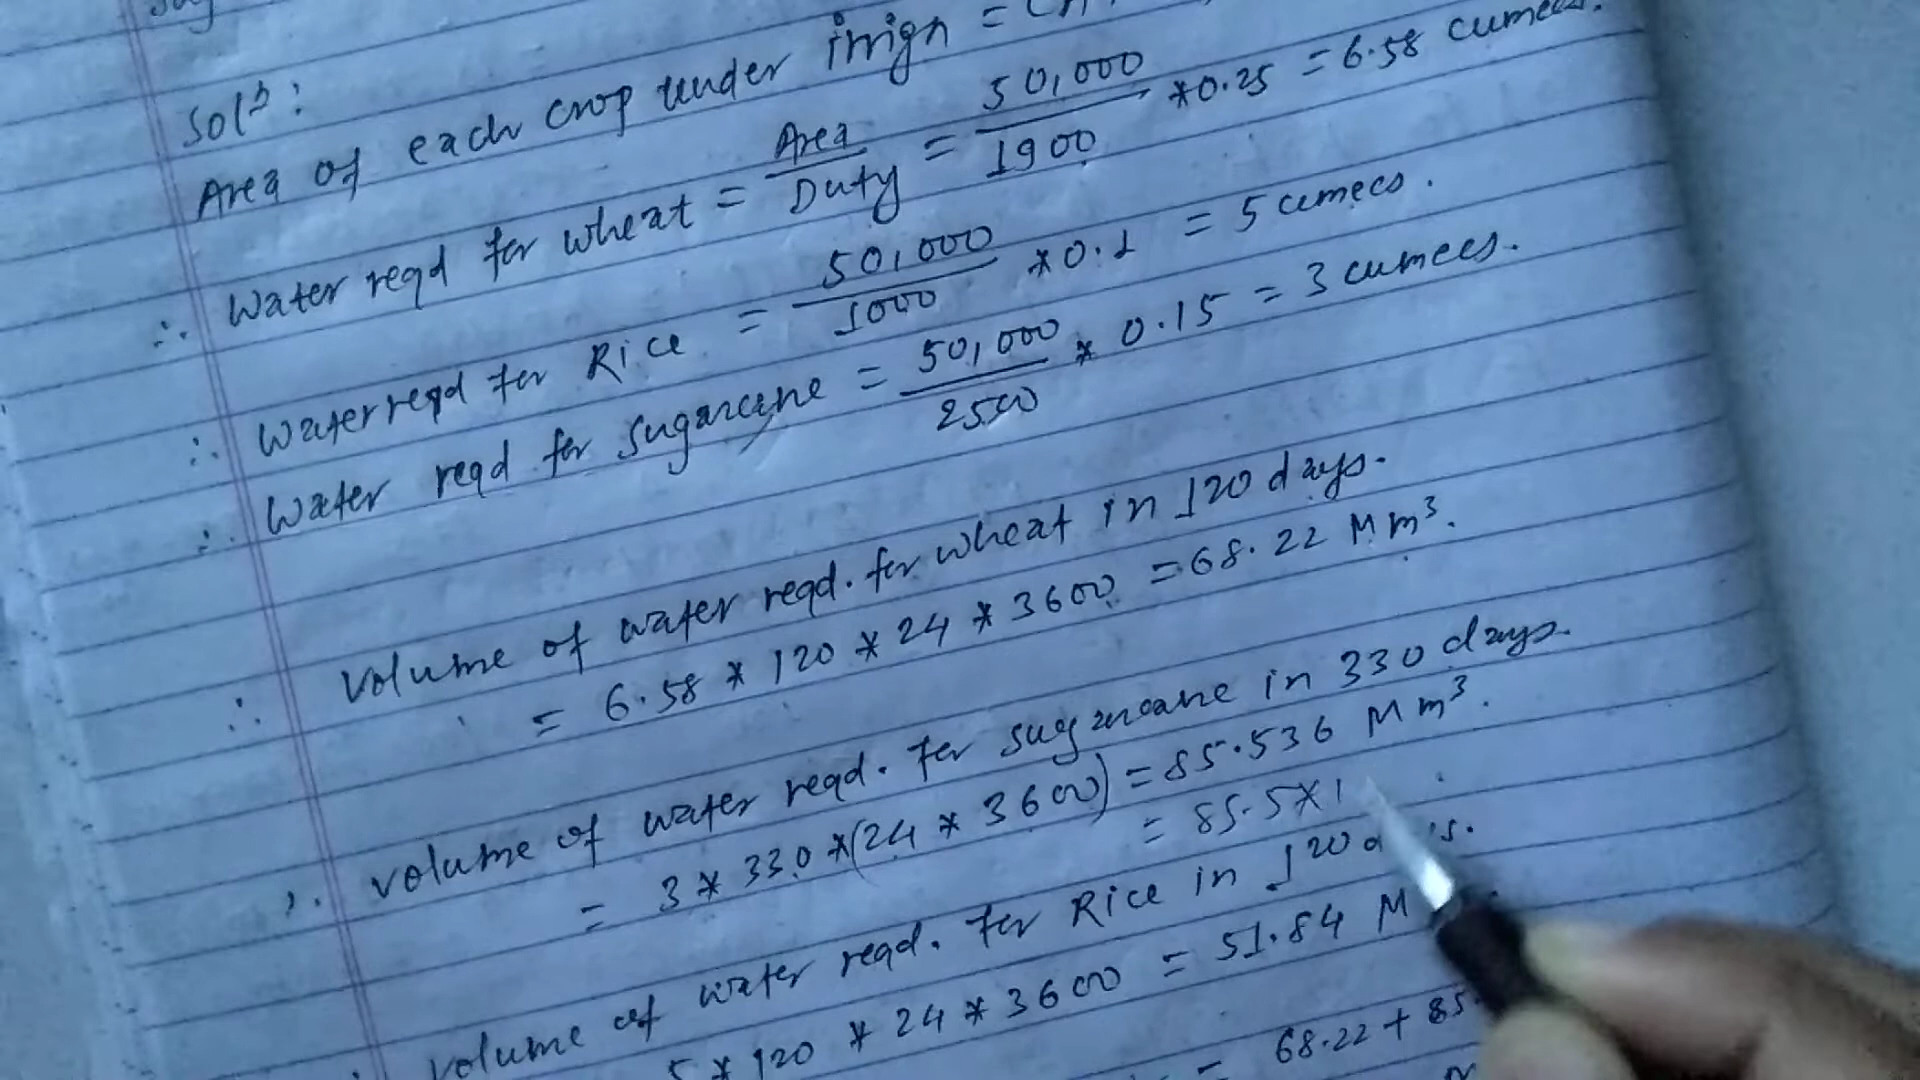 Solⁿ:
Area of each crop under irrign =
∴ Water reqd for wheat = Area/Duty = 50,000/1900 *0.25 = 6.58 cumecs.
∴ Water reqd for Rice = 50,000/1000 *0.1 = 5 cumecs.
∴ Water reqd for sugarcane = 50,000/2500 * 0.15 = 3 cumecs.
∴ Volume of water reqd. for wheat in 120 days.
= 6.58 * 120 * 24 * 3600 = 68.22 Mm³.
∴ Volume of water reqd. for sugarcane in 330 days.
= 3 * 330 *(24 * 3600) = 85.536 Mm³.
= 85.5×1
Volume of water reqd. for Rice in 120
5 * 120 * 24 * 3600 = 51.84 M
= 68.22 + 85.